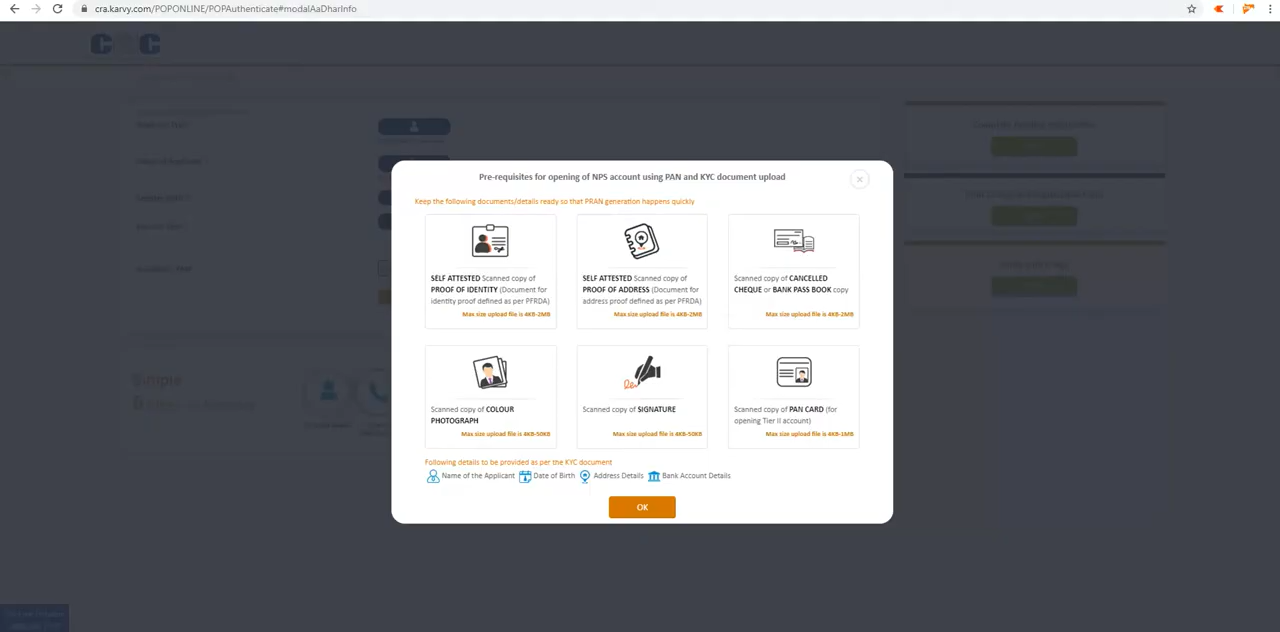 cra.karvy.com/POPONLINE/POPAuthenticate#modalAaDharInfo
Pre-requisites for opening of NPS account using PAN and KYC document upload
Keep the following documents/details ready so that PRAN generation happens quickly
SELF ATTESTED Scanned copy of
PROOF OF IDENTITY (Document for
identity proof defined as per PFRDA)
Max size upload file is 4KB-2MB
SELF ATTESTED Scanned copy of
PROOF OF ADDRESS (Document for
address proof defined as per PFRDA)
Max size upload file is 4KB-2MB
Scanned copy of CANCELLED
CHEQUE or BANK PASS BOOK copy
Max size upload file is 4KB-2MB
Scanned copy of COLOUR
PHOTOGRAPH
Max size upload file is 4KB-50KB
Scanned copy of SIGNATURE
Max size upload file is 4KB-50KB
Scanned copy of PAN CARD (for
opening Tier II account)
Max size upload file is 4KB-1MB
Following details to be provided as per the KYC document
Name of the Applicant Date of Birth Address Details Bank Account Details
OK